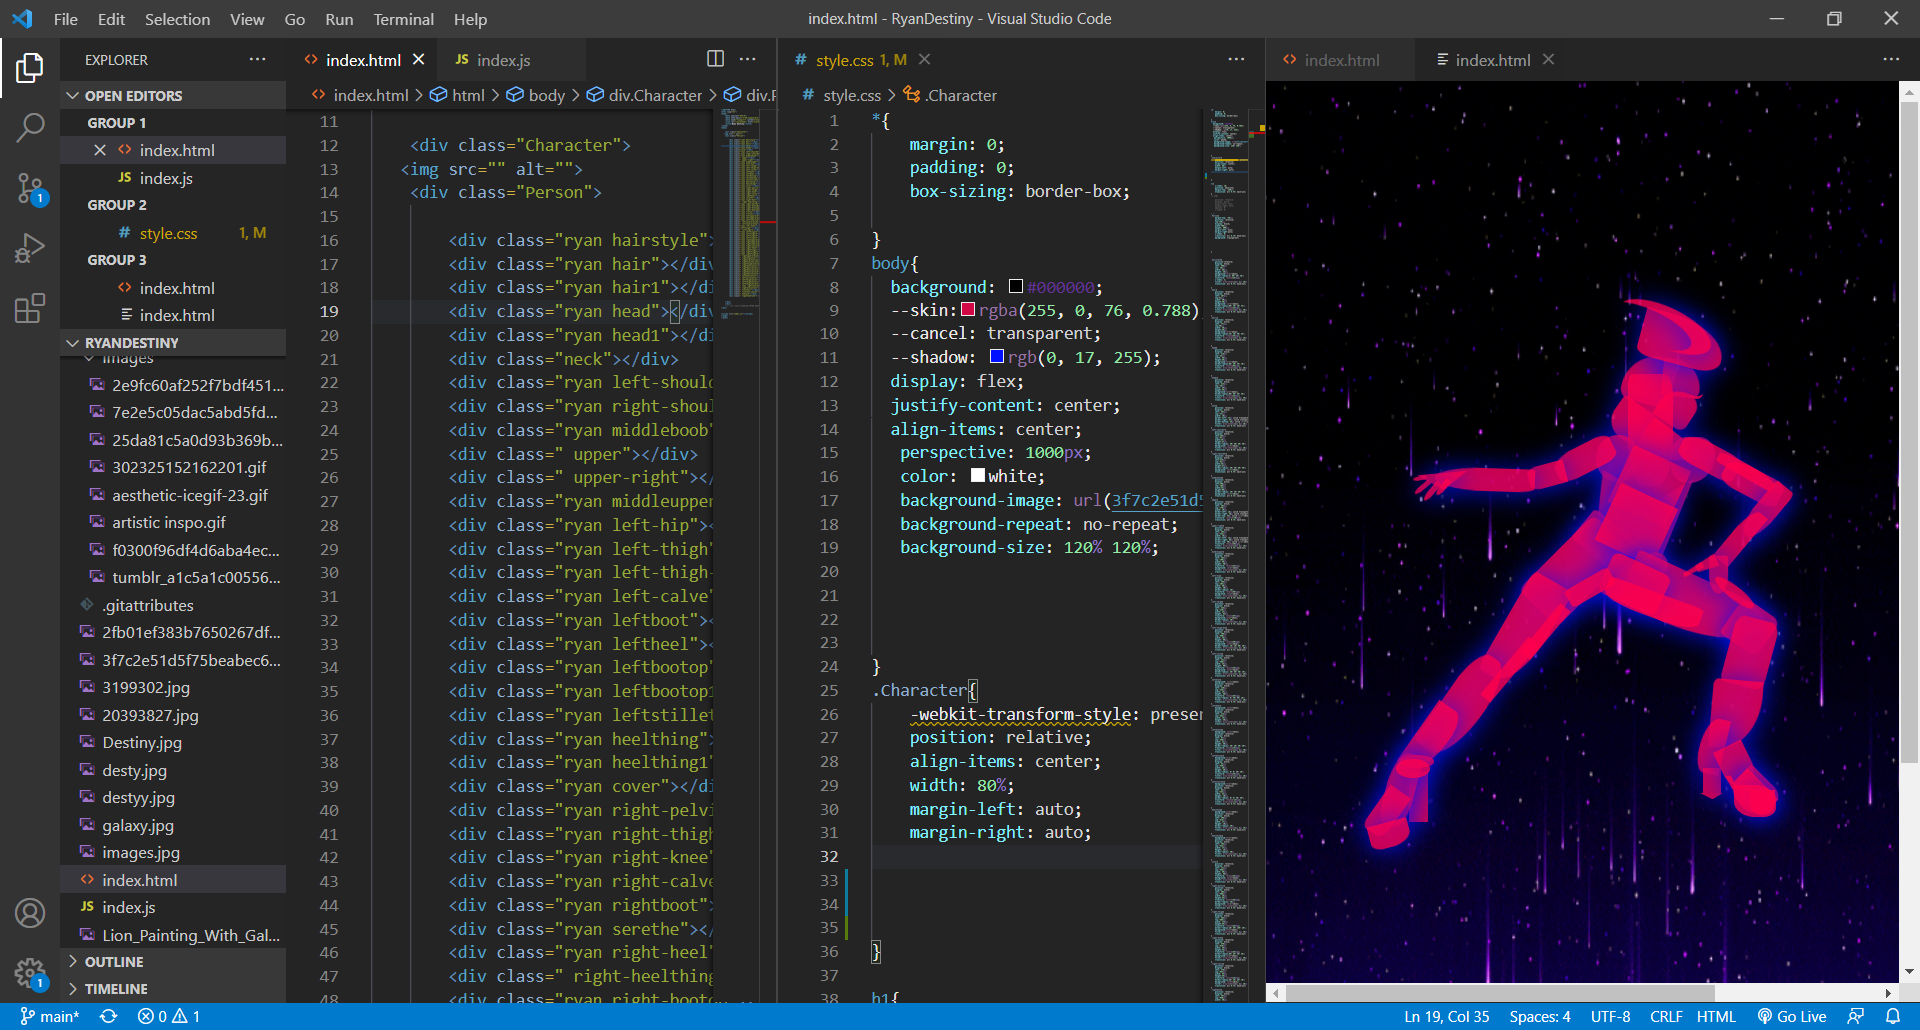 File Edit Selection View Go Run Terminal Help
index.html - RyanDestiny - Visual Studio Code
EXPLORER
OPEN EDITORS
GROUP 1
index.html
JS index.js
GROUP 2
# style.css 1, M
GROUP 3
index.html
index.html
RYANDESTINY
images
2e9fc60af252f7bdf451...
7e2e5c05dac5abd5fd...
25da81c5a0d93b369b...
302325152162201.gif
aesthetic-icegif-23.gif
artistic inspo.gif
f0300f96df4d6aba4ec...
tumblr_a1c5a1c00556...
.gitattributes
2fb01ef383b7650267df...
3f7c2e51d5f75beabec6...
3199302.jpg
20393827.jpg
Destiny.jpg
desty.jpg
destyy.jpg
galaxy.jpg
images.jpg
index.html
JS index.js
Lion_Painting_With_Gal...
OUTLINE
TIMELINE
1
1
index.html JS index.js
index.html > html > body > div.Character >
11
12 <div class="Character">
13 <img src="" alt="">
14 <div class="Person">
15
16 <div class="ryan hairstyle">
17 <div class="ryan hair"></div
18 <div class="ryan hair1"></di
19 <div class="ryan head"></div
20 <div class="ryan head1"></di
21 <div class="neck"></div>
22 <div class="ryan left-should
23 <div class="ryan right-shoul
24 <div class="ryan middleboob"
25 <div class=" upper"></div>
26 <div class=" upper-right"></
27 <div class="ryan middleupper
28 <div class="ryan left-hip"><
29 <div class="ryan left-thigh"
30 <div class="ryan left-thigh-
31 <div class="ryan left-calve"
32 <div class="ryan leftboot"><
33 <div class="ryan leftheel"><
34 <div class="ryan leftbootop"
35 <div class="ryan leftbootop1
36 <div class="ryan leftstillet
37 <div class="ryan heelthing">
38 <div class="ryan heelthing1"
39 <div class="ryan cover"></di
40 <div class="ryan right-pelvi
41 <div class="ryan right-thigh
42 <div class="ryan right-knee"
43 <div class="ryan right-calve
44 <div class="ryan rightboot">
45 <div class="ryan serethe"></
46 <div class="ryan right-heel"
47 <div class=" right-heelthing
48 <div class="ryan right-booto
# style.css 1, M
# style.css > .Character
1 *{
2 margin: 0;
3 padding: 0;
4 box-sizing: border-box;
5
6 }
7 body{
8 background: #000000;
9 --skin: rgba(255, 0, 76, 0.788)
10 --cancel: transparent;
11 --shadow: rgb(0, 17, 255);
12 display: flex;
13 justify-content: center;
14 align-items: center;
15 perspective: 1000px;
16 color: white;
17 background-image: url(3f7c2e51d5
18 background-repeat: no-repeat;
19 background-size: 120% 120%;
20
21
22
23
24 }
25 .Character{
26 -webkit-transform-style: preser
27 position: relative;
28 align-items: center;
29 width: 80%;
30 margin-left: auto;
31 margin-right: auto;
32
33
34
35
36 }
37
38 h1{
index.html index.html
main* 0 1
Ln 19, Col 35 Spaces: 4 UTF-8 CRLF HTML Go Live